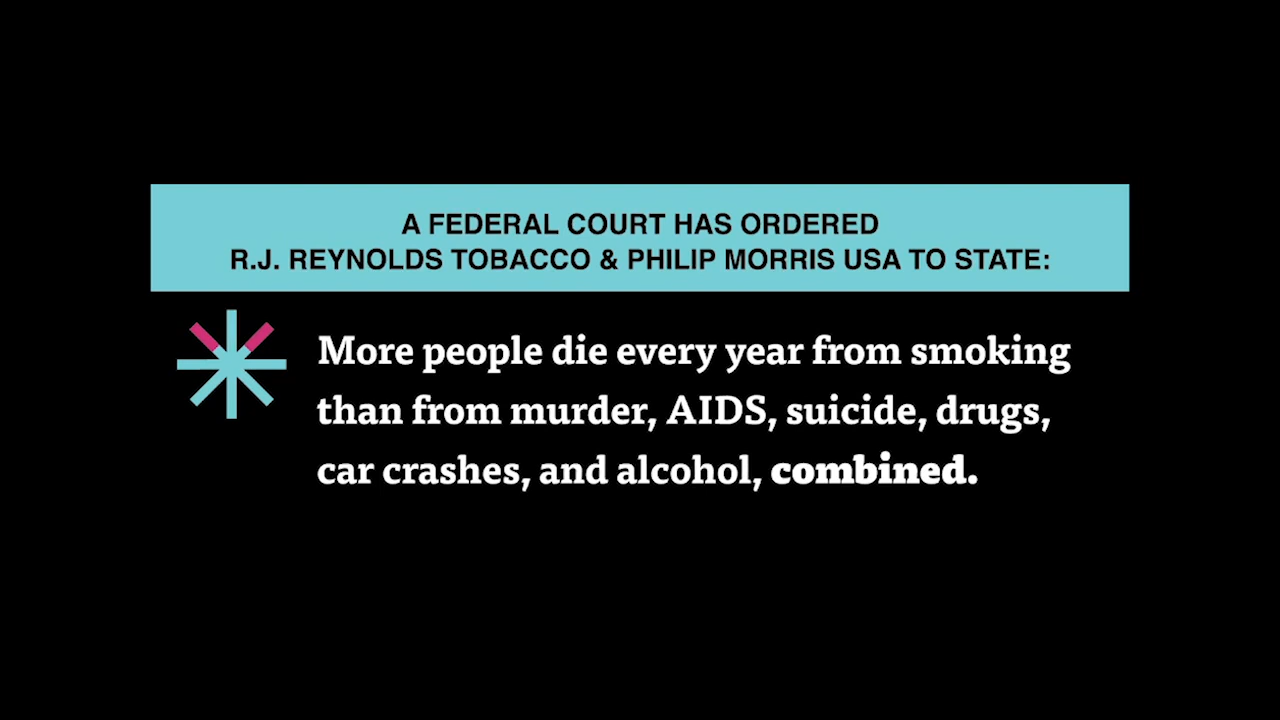 A FEDERAL COURT HAS ORDERED
R.J. REYNOLDS TOBACCO & PHILIP MORRIS USA TO STATE:
More people die every year from smoking
than from murder, AIDS, suicide, drugs,
car crashes, and alcohol, combined.